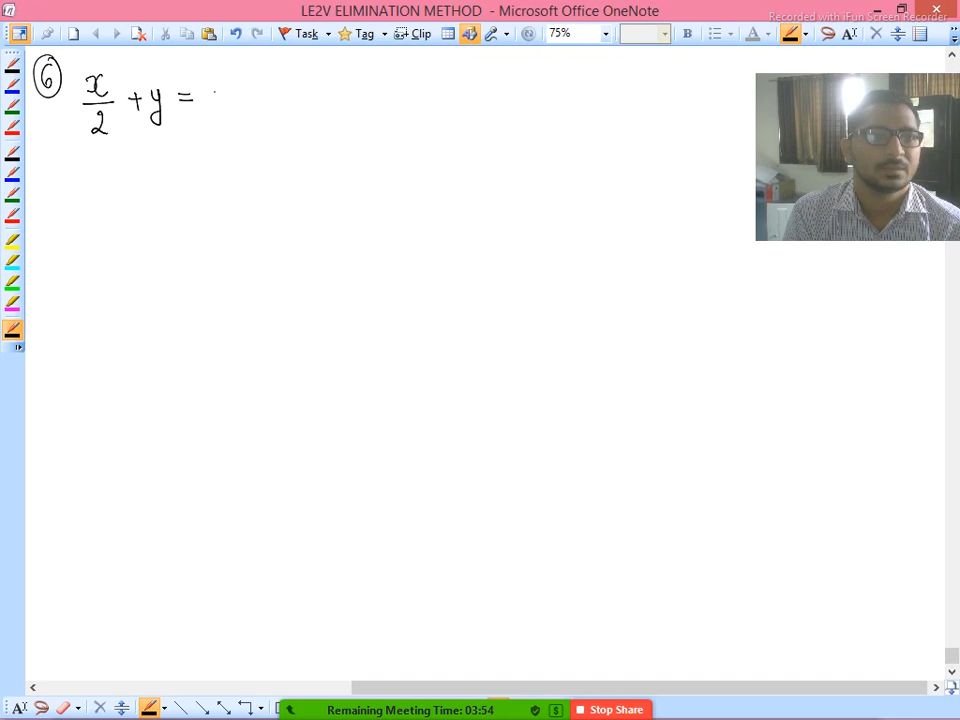 LE2V ELIMINATION METHOD - Microsoft Office OneNote
Recorded with iFun Screen Recorder
Task Tag Clip 75% B A A
⑥ x/2 + y =
A Remaining Meeting Time: 03:54 $ Stop Share